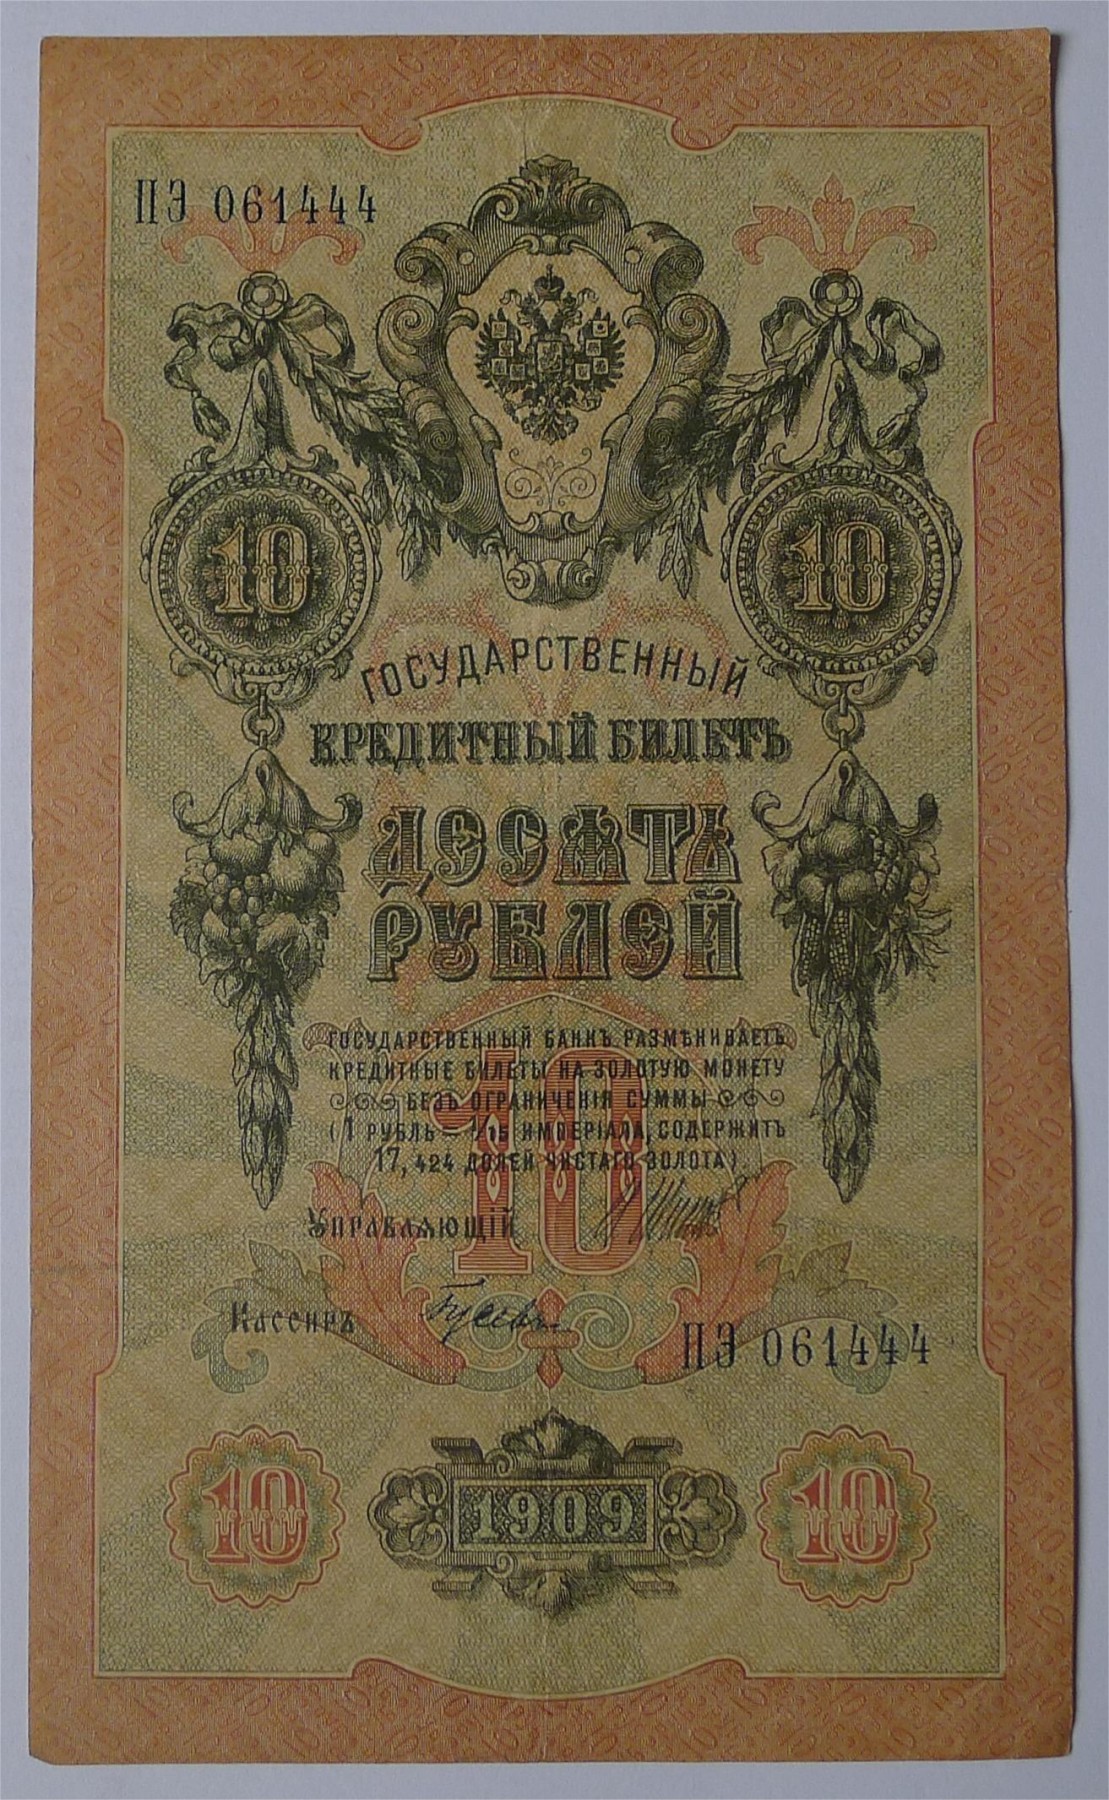 ПЭ 061444
10 10
ГОСУДАРСТВЕННЫЙ
КРЕДИТНЫЙ БИЛЕТЪ
ДЕСЯТЬ
РУБЛЕЙ
ГОСУДАРСТВЕННЫЙ БАНКЪ РАЗМѢНИВАЕТЪ
КРЕДИТНЫЕ БИЛЕТЫ НА ЗОЛОТУЮ МОНЕТУ
БЕЗЪ ОГРАНИЧЕНІЯ СУММЫ
(1 РУБЛЬ = 1/15 ИМПЕРІАЛА, СОДЕРЖИТЪ
17,424 ДОЛЕЙ ЧИСТАГО ЗОЛОТА).
10
УПРАВЛЯЮЩІЙ
КАССИРЪ Гусевъ
ПЭ 061444
10 1909 10